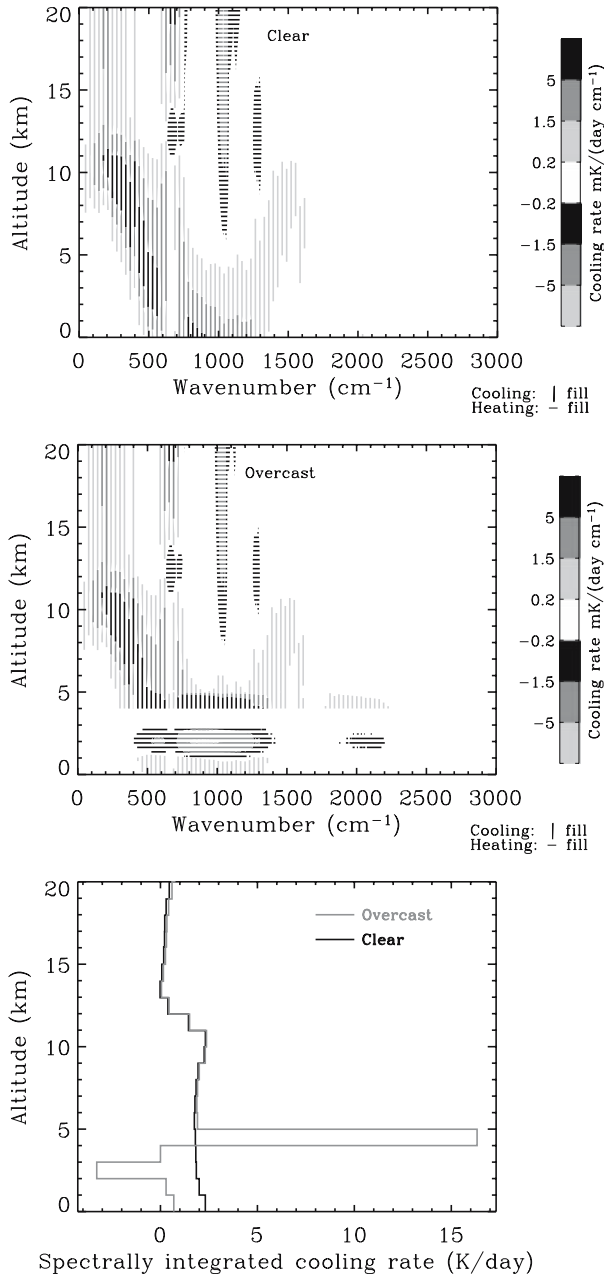 20
15
10
5
0
Altitude (km)
Clear
0 500 1000 1500 2000 2500 3000
Wavenumber (cm⁻¹)
5
1.5
0.2
−0.2
−1.5
−5
Cooling rate mK/(day cm⁻¹)
Cooling: | fill
Heating: − fill
20
15
10
5
0
Altitude (km)
Overcast
0 500 1000 1500 2000 2500 3000
Wavenumber (cm⁻¹)
5
1.5
0.2
−0.2
−1.5
−5
Cooling rate mK/(day cm⁻¹)
Cooling: | fill
Heating: − fill
20
15
10
5
0
Altitude (km)
Overcast
Clear
0 5 10 15
Spectrally integrated cooling rate (K/day)